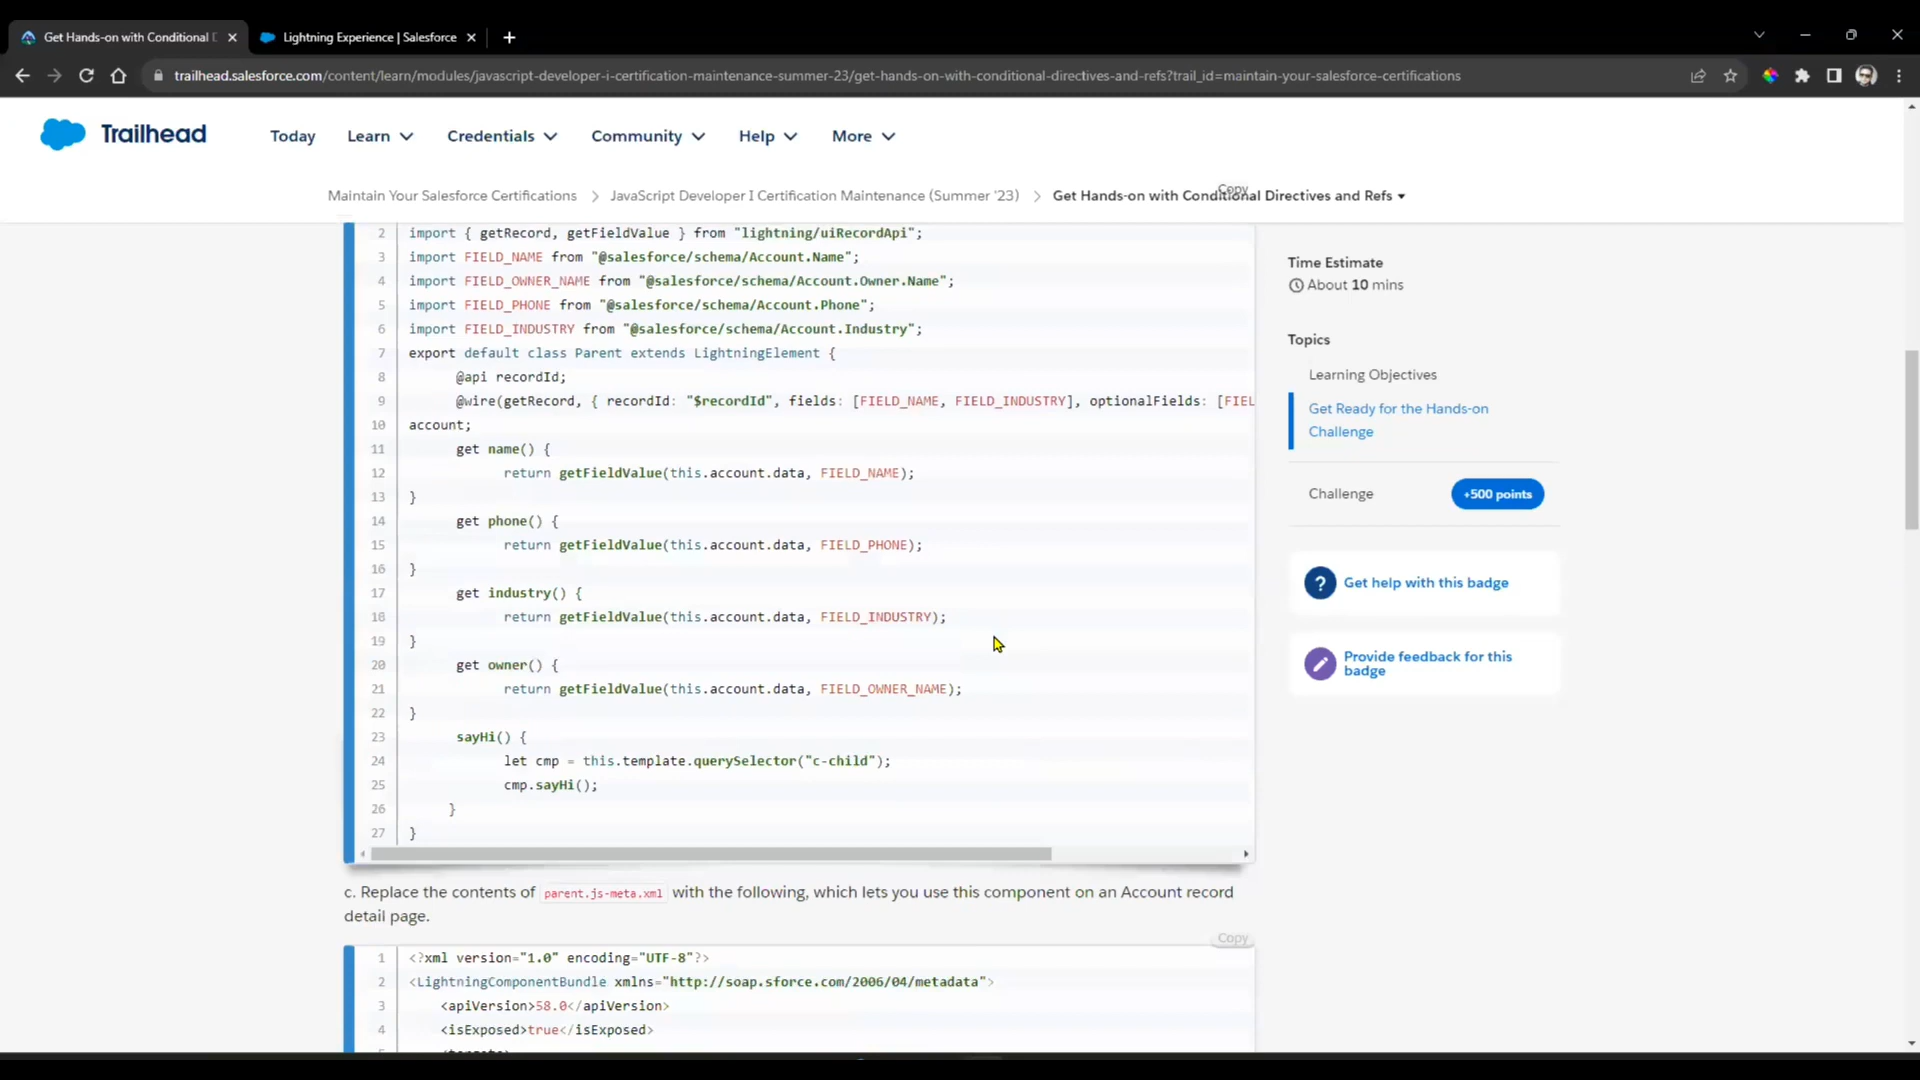 Get Hands-on with Conditional D
Lightning Experience | Salesforce
trailhead.salesforce.com/content/learn/modules/javascript-developer-i-certification-maintenance-summer-23/get-hands-on-with-conditional-directives-and-refs?trail_id=maintain-your-salesforce-certifications
Trailhead
Today
Learn
Credentials
Community
Help
More
Maintain Your Salesforce Certifications
JavaScript Developer I Certification Maintenance (Summer '23)
Get Hands-on with Conditional Directives and Refs
Copy
2 import { getRecord, getFieldValue } from "lightning/uiRecordApi";
3 import FIELD_NAME from "@salesforce/schema/Account.Name";
4 import FIELD_OWNER_NAME from "@salesforce/schema/Account.Owner.Name";
5 import FIELD_PHONE from "@salesforce/schema/Account.Phone";
6 import FIELD_INDUSTRY from "@salesforce/schema/Account.Industry";
7 export default class Parent extends LightningElement {
8 @api recordId;
9 @wire(getRecord, { recordId: "$recordId", fields: [FIELD_NAME, FIELD_INDUSTRY], optionalFields: [FIEL
10 account;
11 get name() {
12 return getFieldValue(this.account.data, FIELD_NAME);
13 }
14 get phone() {
15 return getFieldValue(this.account.data, FIELD_PHONE);
16 }
17 get industry() {
18 return getFieldValue(this.account.data, FIELD_INDUSTRY);
19 }
20 get owner() {
21 return getFieldValue(this.account.data, FIELD_OWNER_NAME);
22 }
23 sayHi() {
24 let cmp = this.template.querySelector("c-child");
25 cmp.sayHi();
26 }
27 }
c. Replace the contents of parent.js-meta.xml with the following, which lets you use this component on an Account record
detail page.
Copy
1 <?xml version="1.0" encoding="UTF-8"?>
2 <LightningComponentBundle xmlns="http://soap.sforce.com/2006/04/metadata">
3 <apiVersion>58.0</apiVersion>
4 <isExposed>true</isExposed>
Time Estimate
About 10 mins
Topics
Learning Objectives
Get Ready for the Hands-on
Challenge
Challenge
+500 points
? Get help with this badge
Provide feedback for this
badge